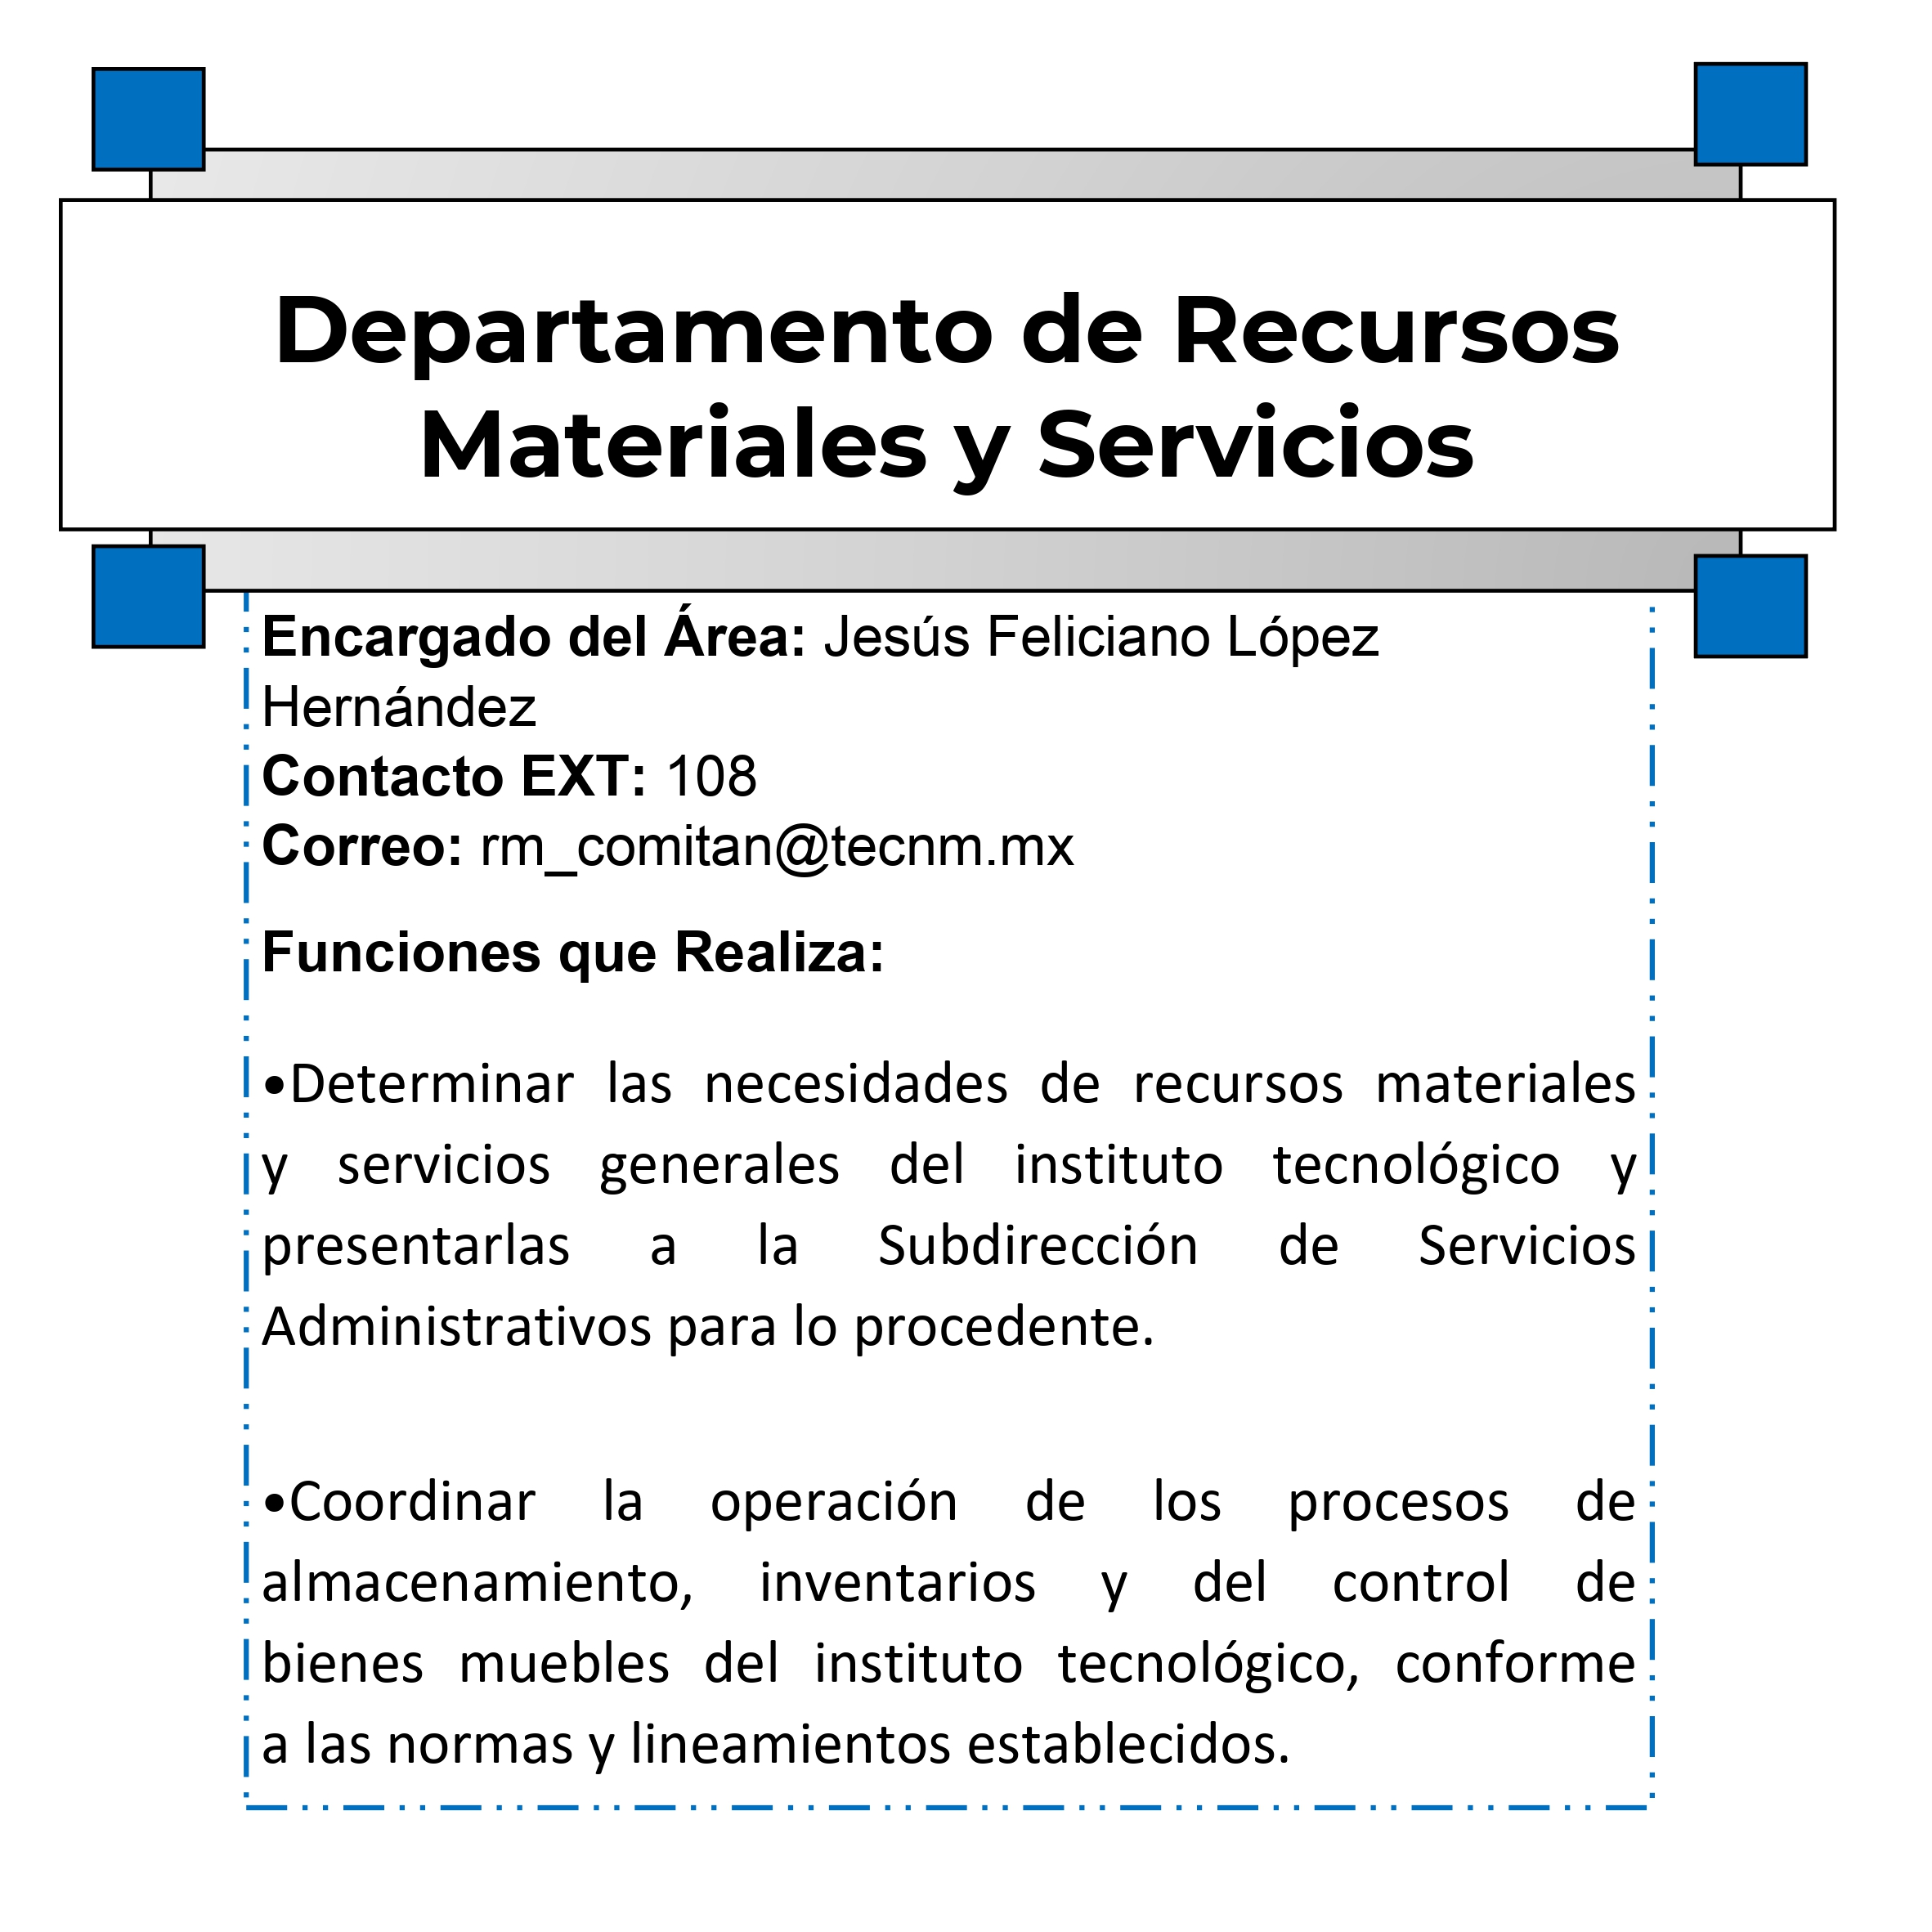 Departamento de Recursos
Materiales y Servicios
Encargado del Área: Jesús Feliciano López
Hernández
Contacto EXT: 108
Correo: rm_comitan@tecnm.mx
Funciones que Realiza:
•Determinar las necesidades de recursos materiales
y servicios generales del instituto tecnológico y
presentarlas a la Subdirección de Servicios
Administrativos para lo procedente.
•Coordinar la operación de los procesos de
almacenamiento, inventarios y del control de
bienes muebles del instituto tecnológico, conforme
a las normas y lineamientos establecidos.